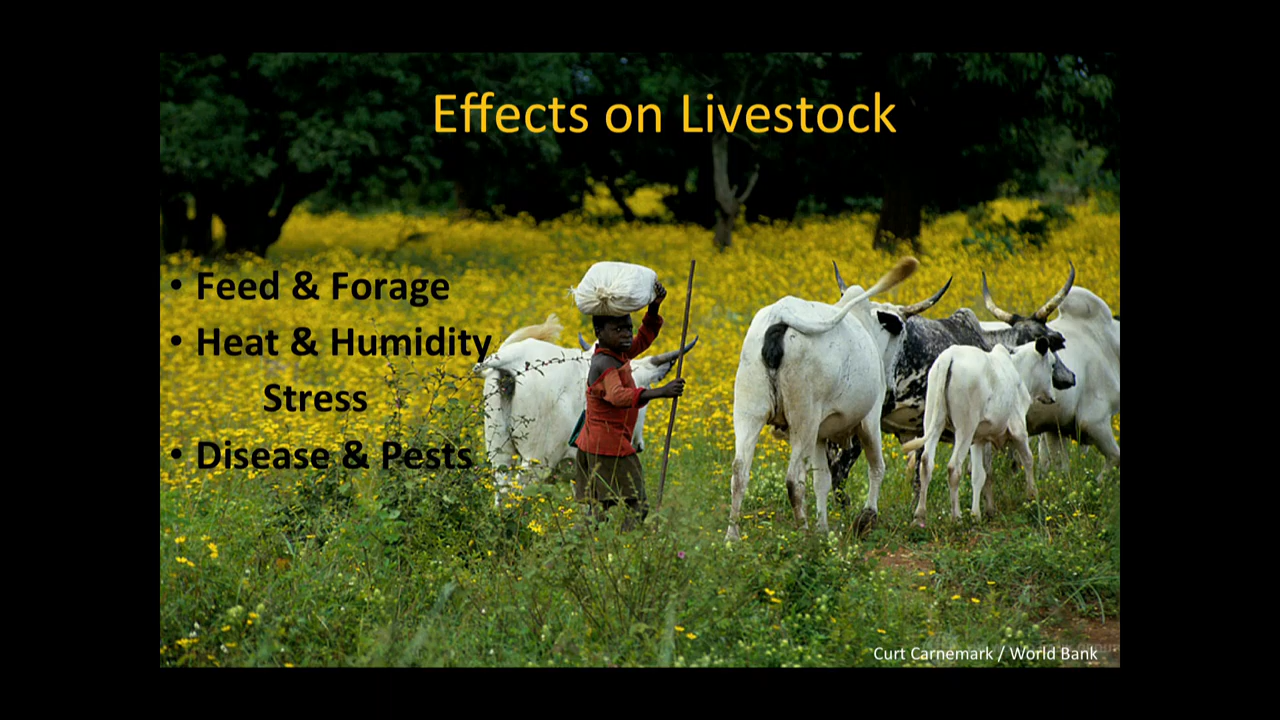 Effects on Livestock
• Feed & Forage
• Heat & Humidity
Stress
• Disease & Pests
Curt Carnemark / World Bank